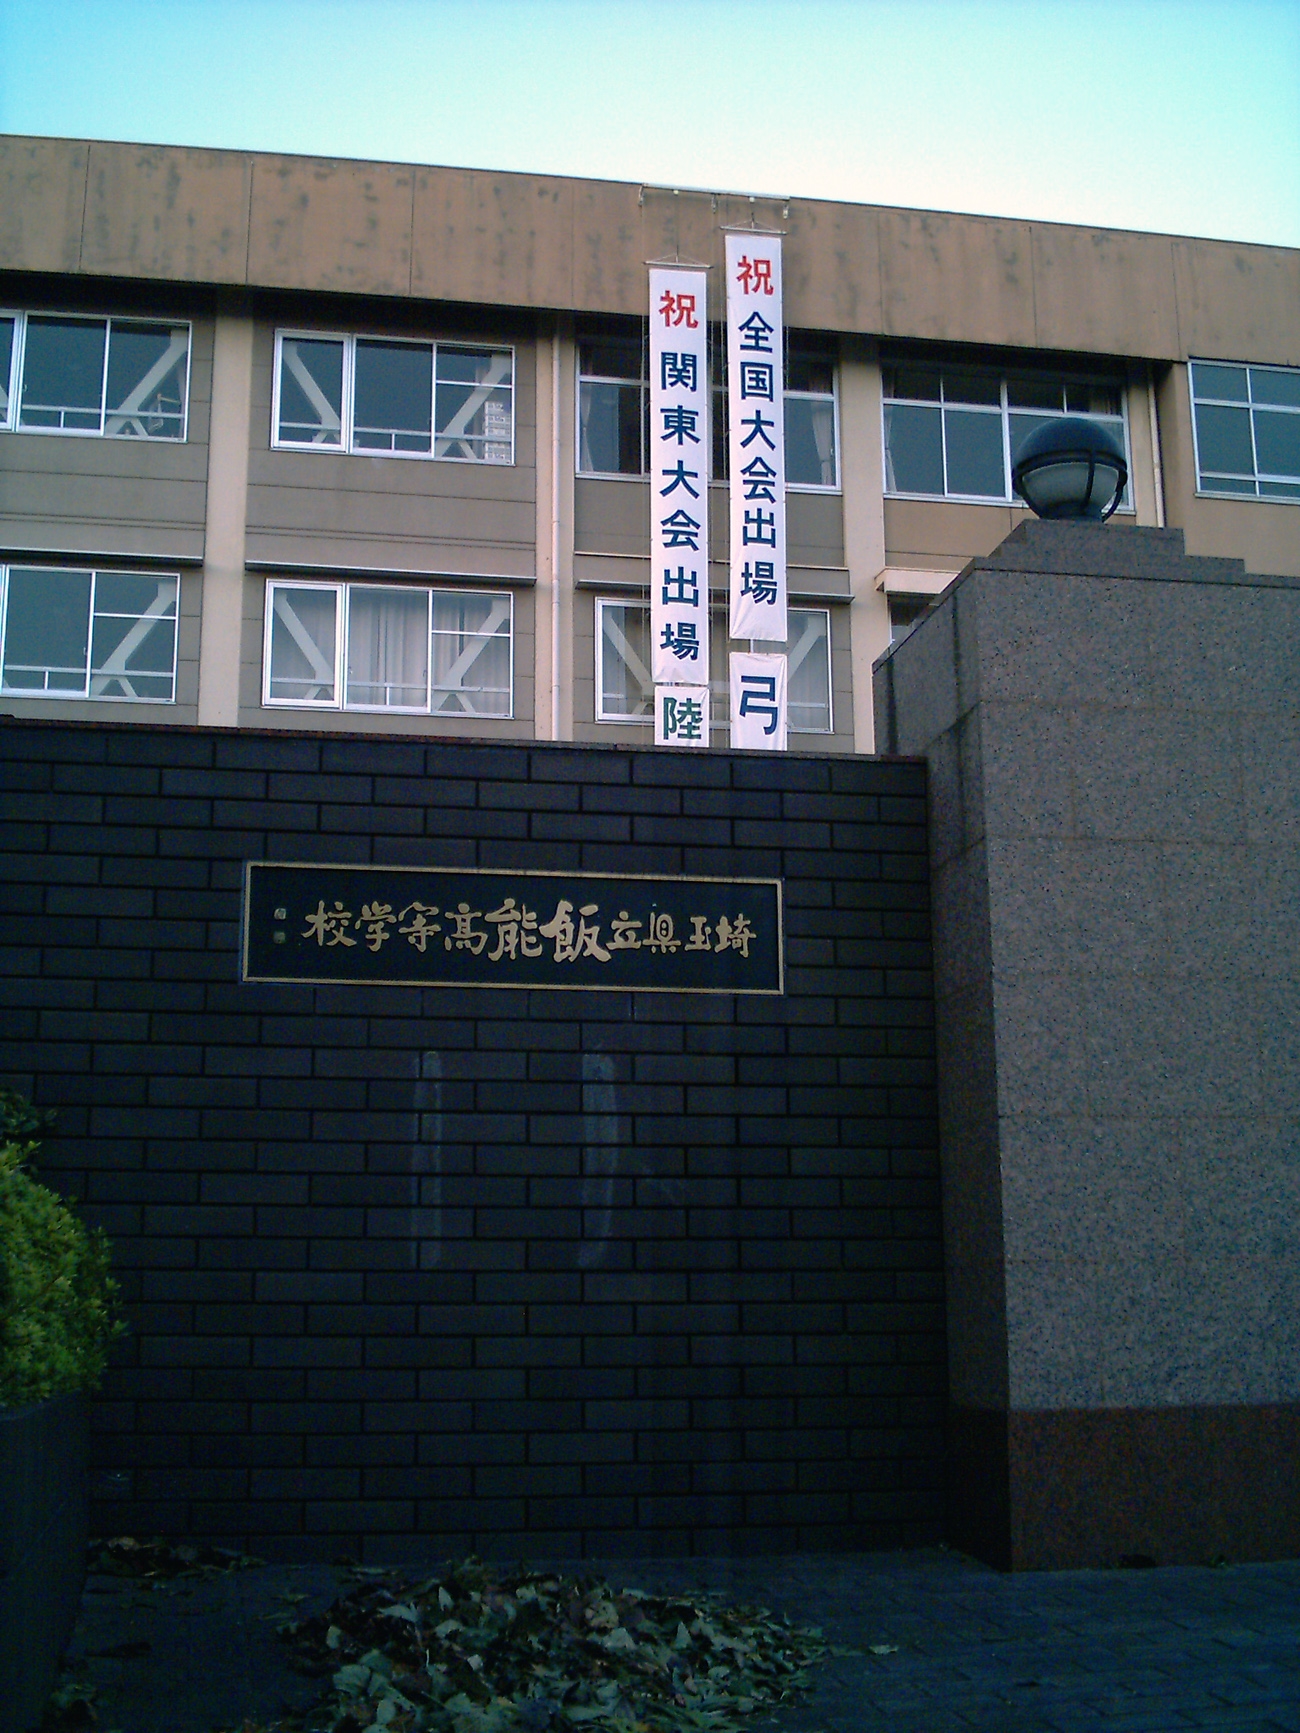 祝全国大会出場 弓
祝関東大会出場 陸
埼玉県立飯能高等学校